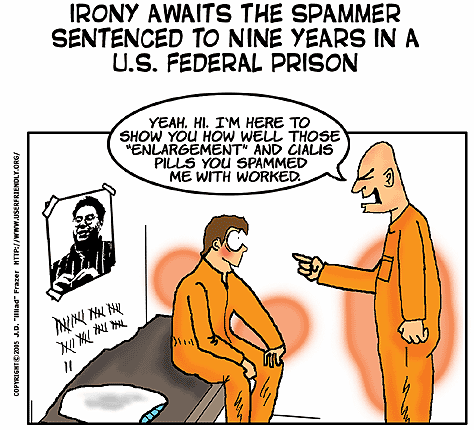 IRONY AWAITS THE SPAMMER
SENTENCED TO NINE YEARS IN A
U.S. FEDERAL PRISON
YEAH. HI. I'M HERE TO
SHOW YOU HOW WELL THOSE
"ENLARGEMENT" AND CIALIS
PILLS YOU SPAMMED
ME WITH WORKED.
COPYRIGHT © 2005 J.D. "Illiad" Frazer HTTP://WWW.USERFRIENDLY.ORG/